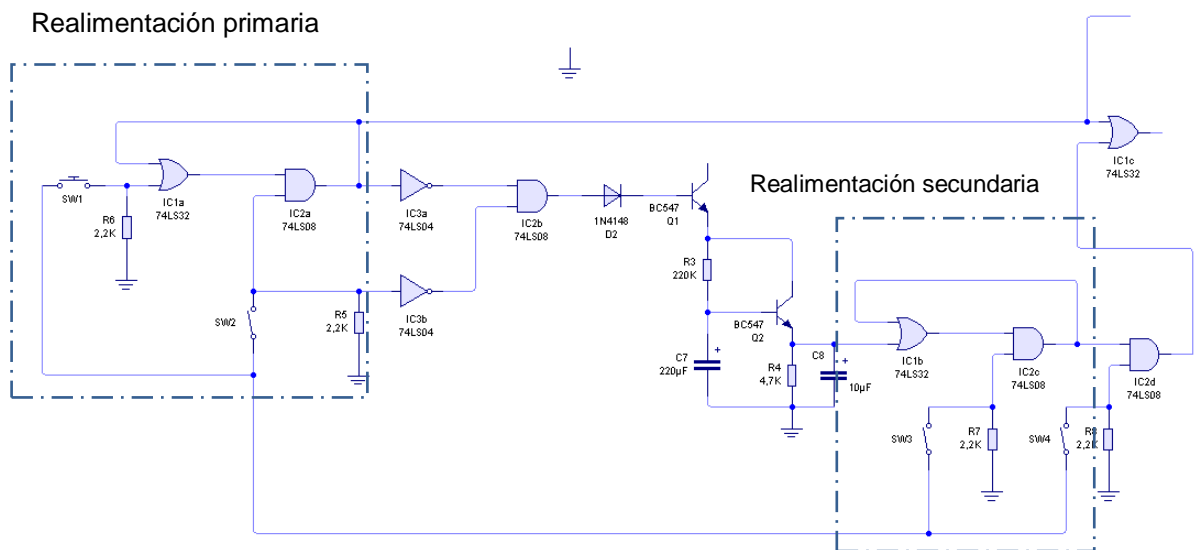 Realimentación primaria
SW1
R6
2,2K
IC1a
74LS32
IC2a
74LS08
SW2
R5
2,2K
IC3a
74LS04
IC3b
74LS04
IC2b
74LS08
1N4148
D2
BC547
Q1
R3
220K
BC547
Q2
C7
+
220µF
R4
4,7K
C8
+
10µF
Realimentación secundaria
IC1b
74LS32
IC2c
74LS08
SW3
R7
2,2K
SW4
R8
2,2K
IC2d
74LS08
IC1c
74LS32